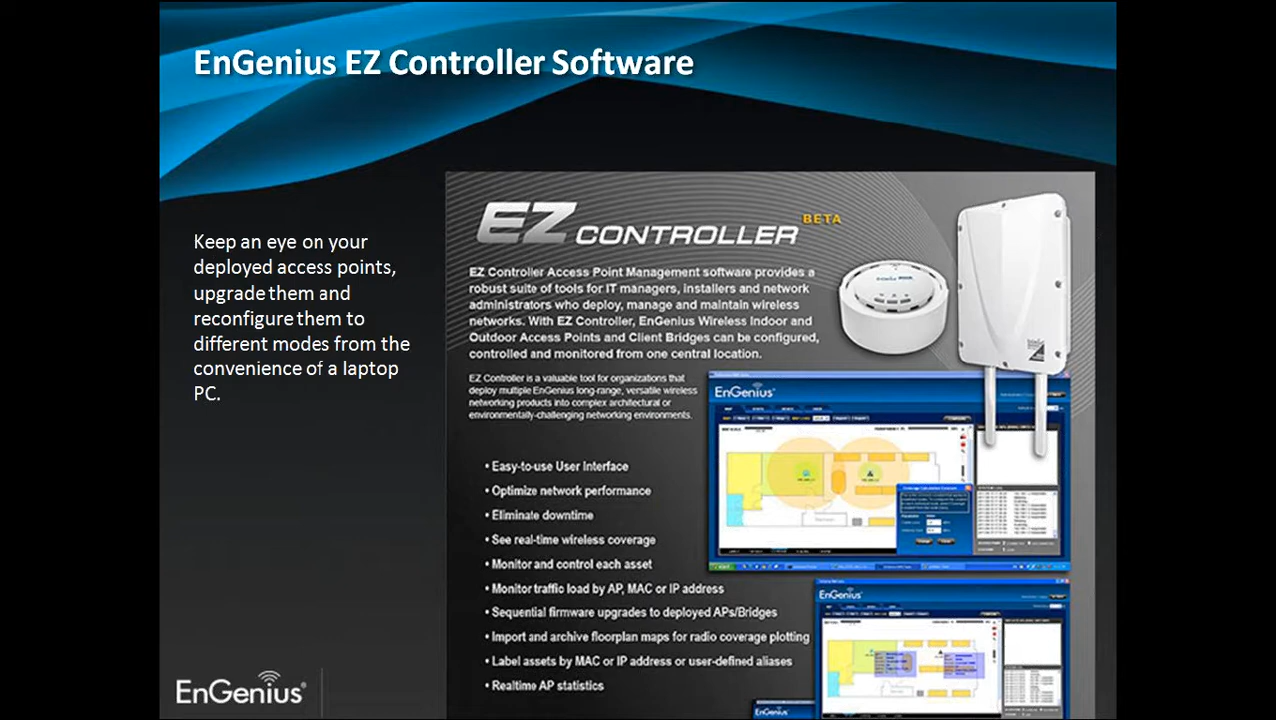 EnGenius EZ Controller Software
Keep an eye on your
deployed access points,
upgrade them and
reconfigure them to
different modes from the
convenience of a laptop
PC.
EZ CONTROLLER BETA
EZ Controller Access Point Management software provides a
robust suite of tools for IT managers, installers and network
administrators who deploy, manage and maintain wireless
networks. With EZ Controller, EnGenius Wireless Indoor and
Outdoor Access Points and Client Bridges can be configured,
controlled and monitored from one central location.
EZ Controller is a valuable tool for organizations that
deploy multiple EnGenius long-range, versatile wireless
networking products into complex architectural or
environmentally-challenging networking environments.
• Easy-to-use User Interface
• Optimize network performance
• Eliminate downtime
• See real-time wireless coverage
• Monitor and control each asset
• Monitor traffic load by AP, MAC or IP address
• Sequential firmware upgrades to deployed APs/Bridges
• Import and archive floorplan maps for radio coverage plotting
• Label assets by MAC or IP address or user-defined aliases
• Realtime AP statistics
EnGenius
EnGenius
EnGenius
EnGenius®